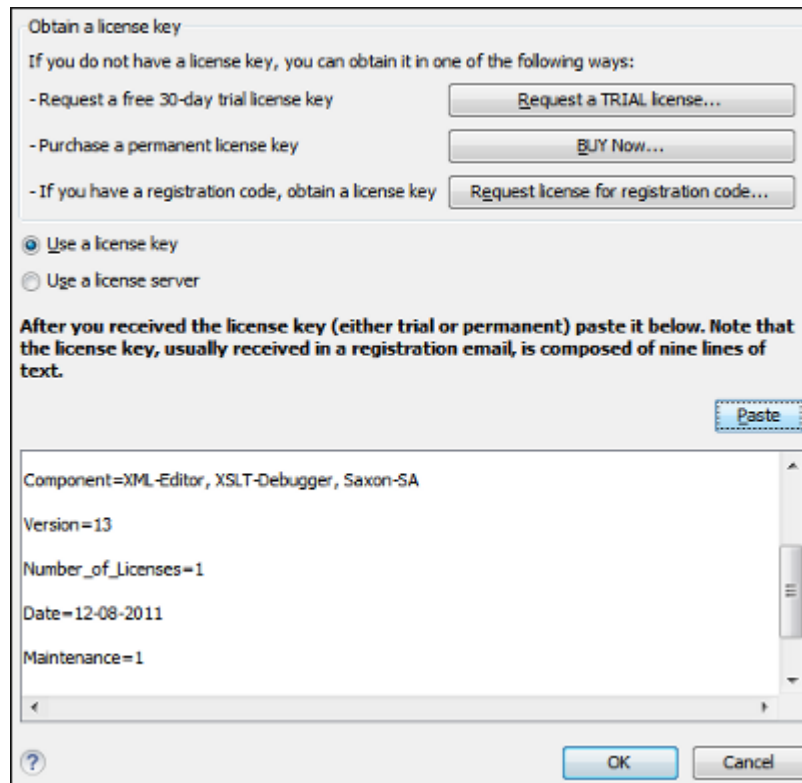 Obtain a license key
If you do not have a license key, you can obtain it in one of the following ways:
- Request a free 30-day trial license key
Request a TRIAL license...
- Purchase a permanent license key
BUY Now...
- If you have a registration code, obtain a license key
Request license for registration code...
Use a license key
Use a license server
After you received the license key (either trial or permanent) paste it below. Note that
the license key, usually received in a registration email, is composed of nine lines of
text.
Paste
Component=XML-Editor, XSLT-Debugger, Saxon-SA
Version=13
Number_of_Licenses=1
Date=12-08-2011
Maintenance=1
?
OK
Cancel